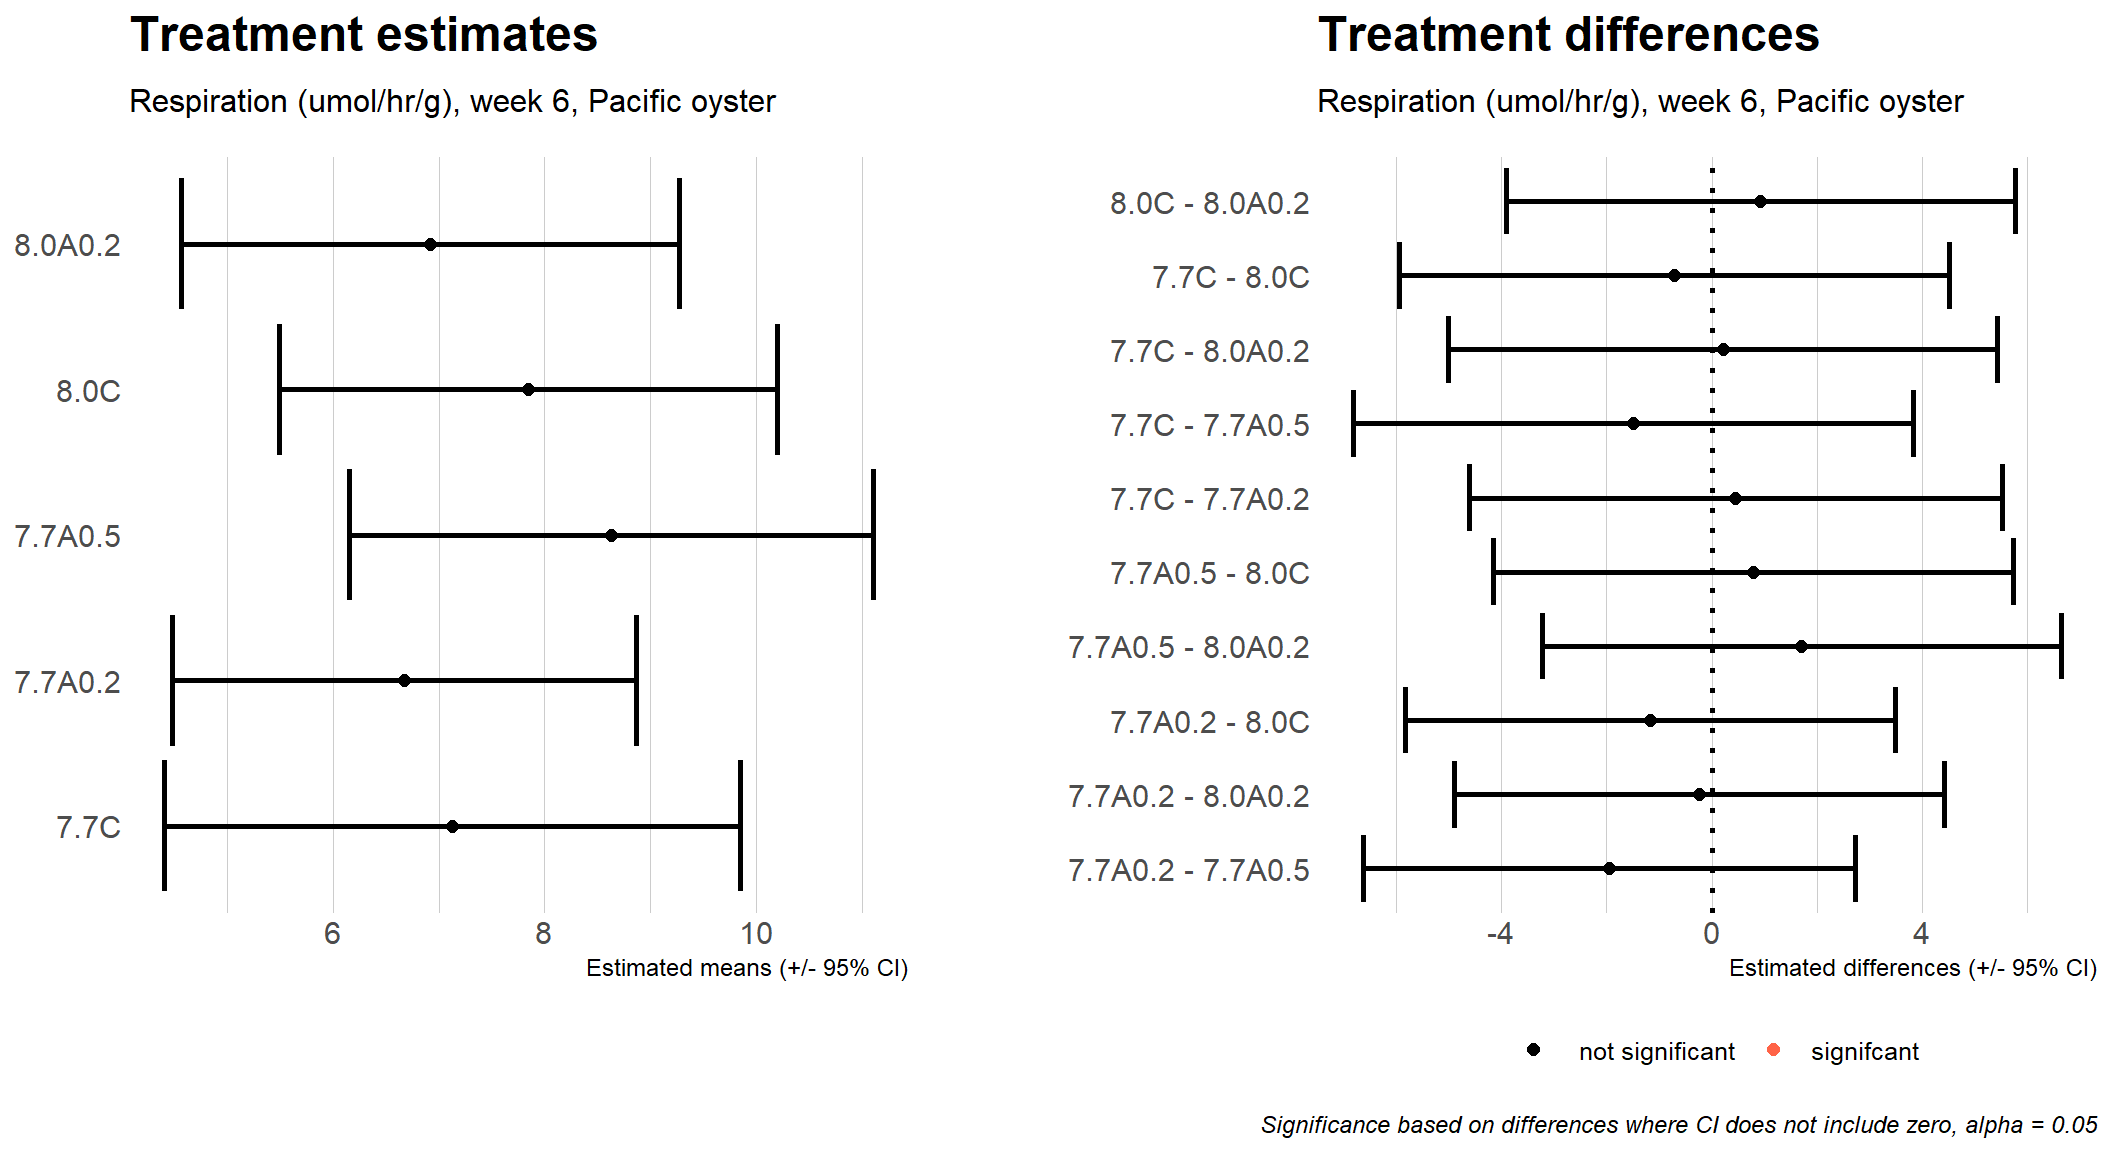 Treatment estimates
Respiration (umol/hr/g), week 6, Pacific oyster
8.0A0.2
8.0C
7.7A0.5
7.7A0.2
7.7C
6 8 10
Estimated means (+/- 95% CI)
Treatment differences
Respiration (umol/hr/g), week 6, Pacific oyster
8.0C - 8.0A0.2
7.7C - 8.0C
7.7C - 8.0A0.2
7.7C - 7.7A0.5
7.7C - 7.7A0.2
7.7A0.5 - 8.0C
7.7A0.5 - 8.0A0.2
7.7A0.2 - 8.0C
7.7A0.2 - 8.0A0.2
7.7A0.2 - 7.7A0.5
-4 0 4
Estimated differences (+/- 95% CI)
not significant signifcant
Significance based on differences where CI does not include zero, alpha = 0.05